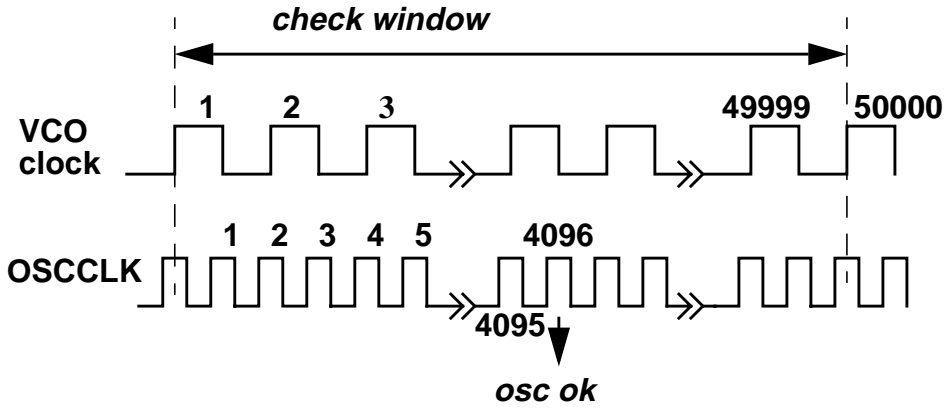 check window
1 2 3 49999 50000
VCO
clock
1 2 3 4 5 4096
OSCCLK
4095
osc ok